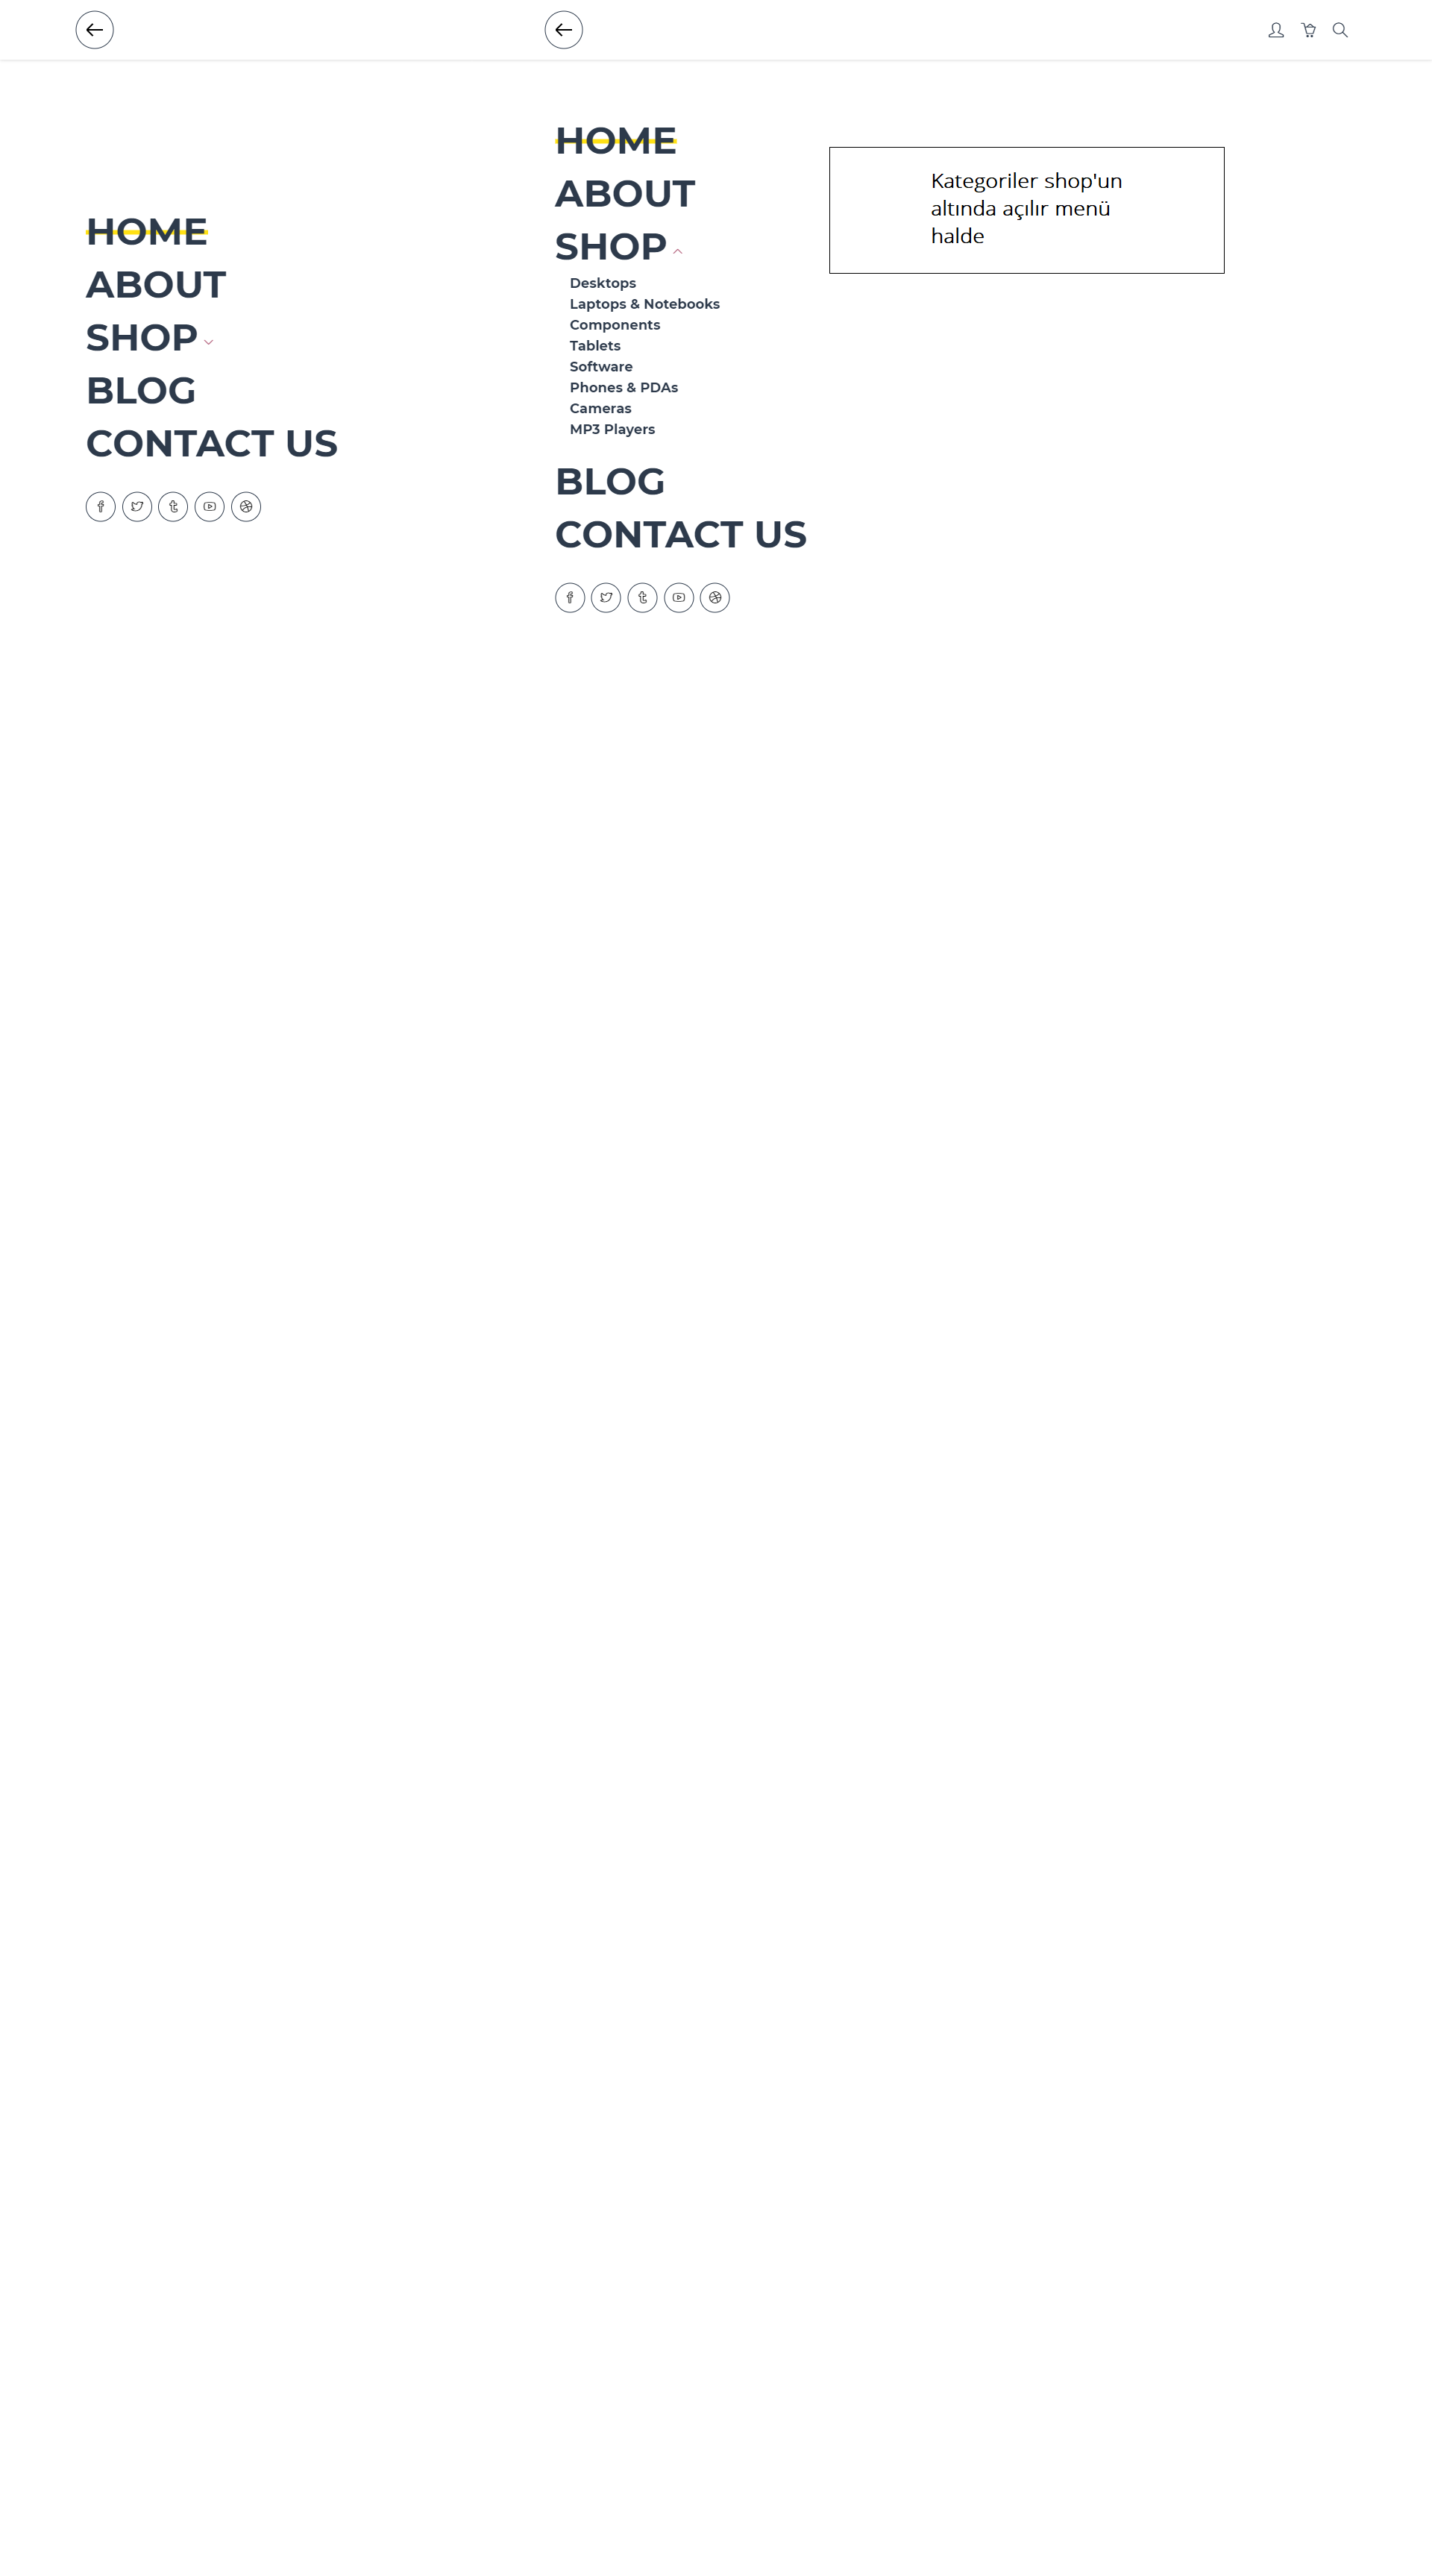 HOME
ABOUT
SHOP
BLOG
CONTACT US
HOME
ABOUT
SHOP
Desktops
Laptops & Notebooks
Components
Tablets
Software
Phones & PDAs
Cameras
MP3 Players
BLOG
CONTACT US
Kategoriler shop'un
altında açılır menü
halde